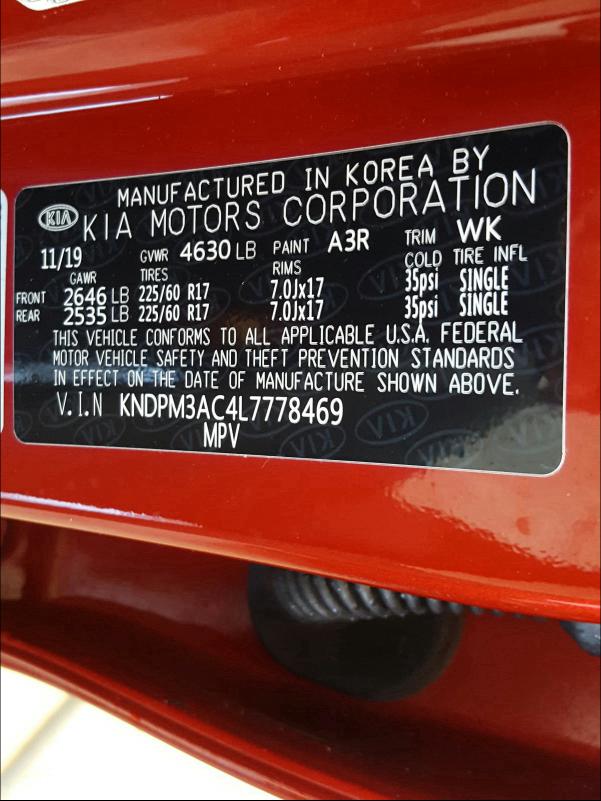 MANUFACTURED IN KOREA BY
KIA KIA MOTORS CORPORATION
11/19 GVWR 4630 LB PAINT A3R TRIM WK
GAWR TIRES RIMS COLD TIRE INFL
FRONT 2646 LB 225/60 R17 7.0Jx17 35psi SINGLE
REAR 2535 LB 225/60 R17 7.0Jx17 35psi SINGLE
THIS VEHICLE CONFORMS TO ALL APPLICABLE U.S.A. FEDERAL
MOTOR VEHICLE SAFETY AND THEFT PREVENTION STANDARDS
IN EFFECT ON THE DATE OF MANUFACTURE SHOWN ABOVE.
V.I.N KNDPM3AC4L7778469
MPV